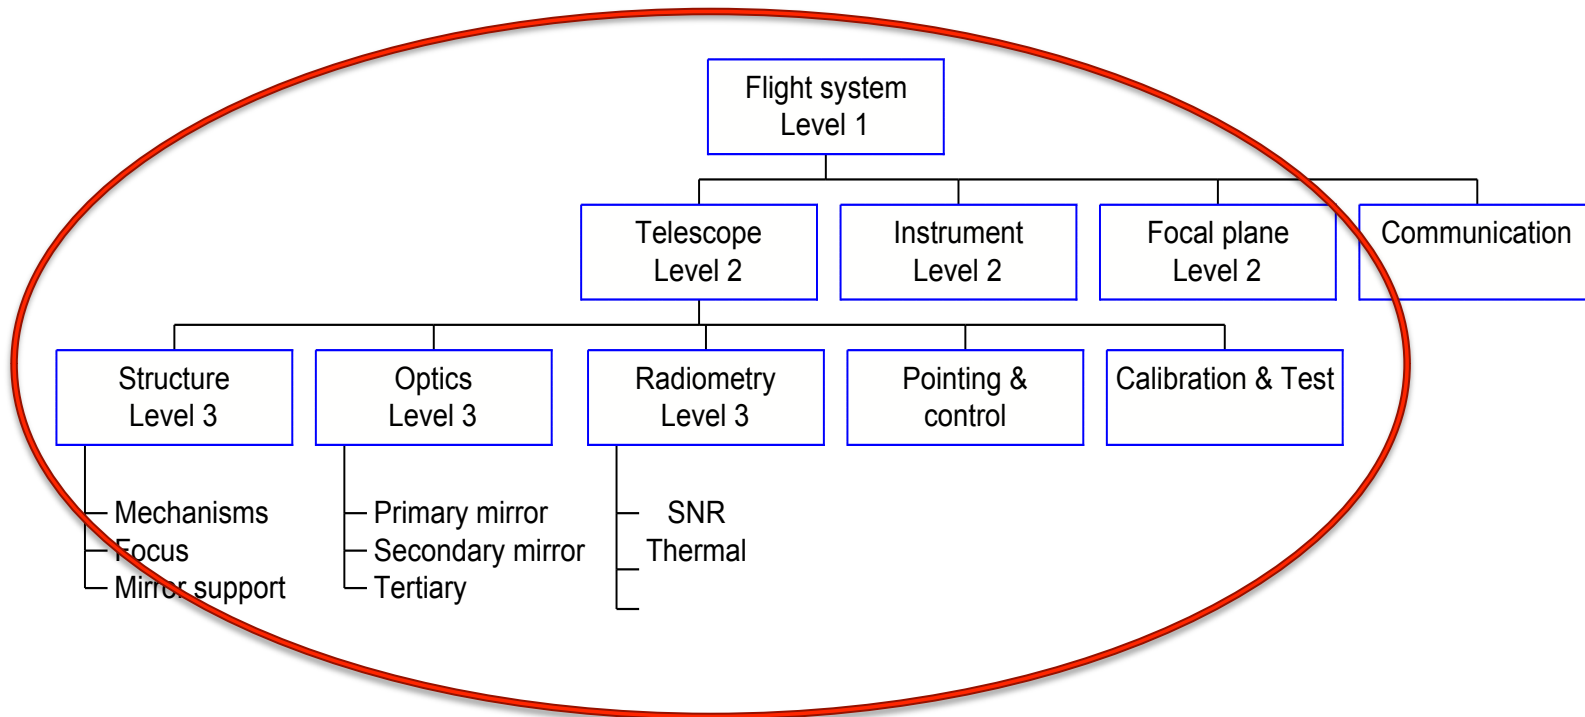 Flight system
Level 1
Telescope
Level 2
Instrument
Level 2
Focal plane
Level 2
Communication
Structure
Level 3
Optics
Level 3
Radiometry
Level 3
Pointing &
control
Calibration & Test
Mechanisms
Focus
Mirror support
Primary mirror
Secondary mirror
Tertiary
SNR
Thermal